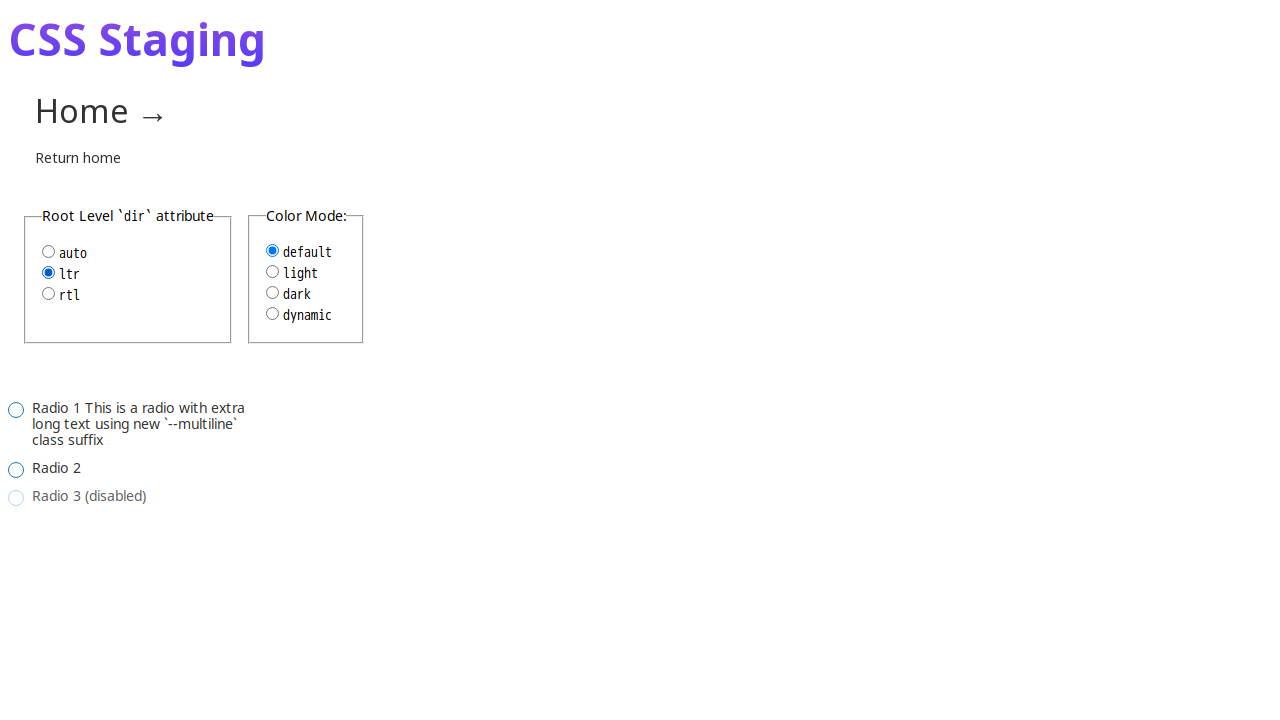 CSS Staging
Home →
Return home
Root Level `dir` attribute
auto
ltr
rtl
Color Mode:
default
light
dark
dynamic
Radio 1 This is a radio with extra
long text using new `--multiline`
class suffix
Radio 2
Radio 3 (disabled)